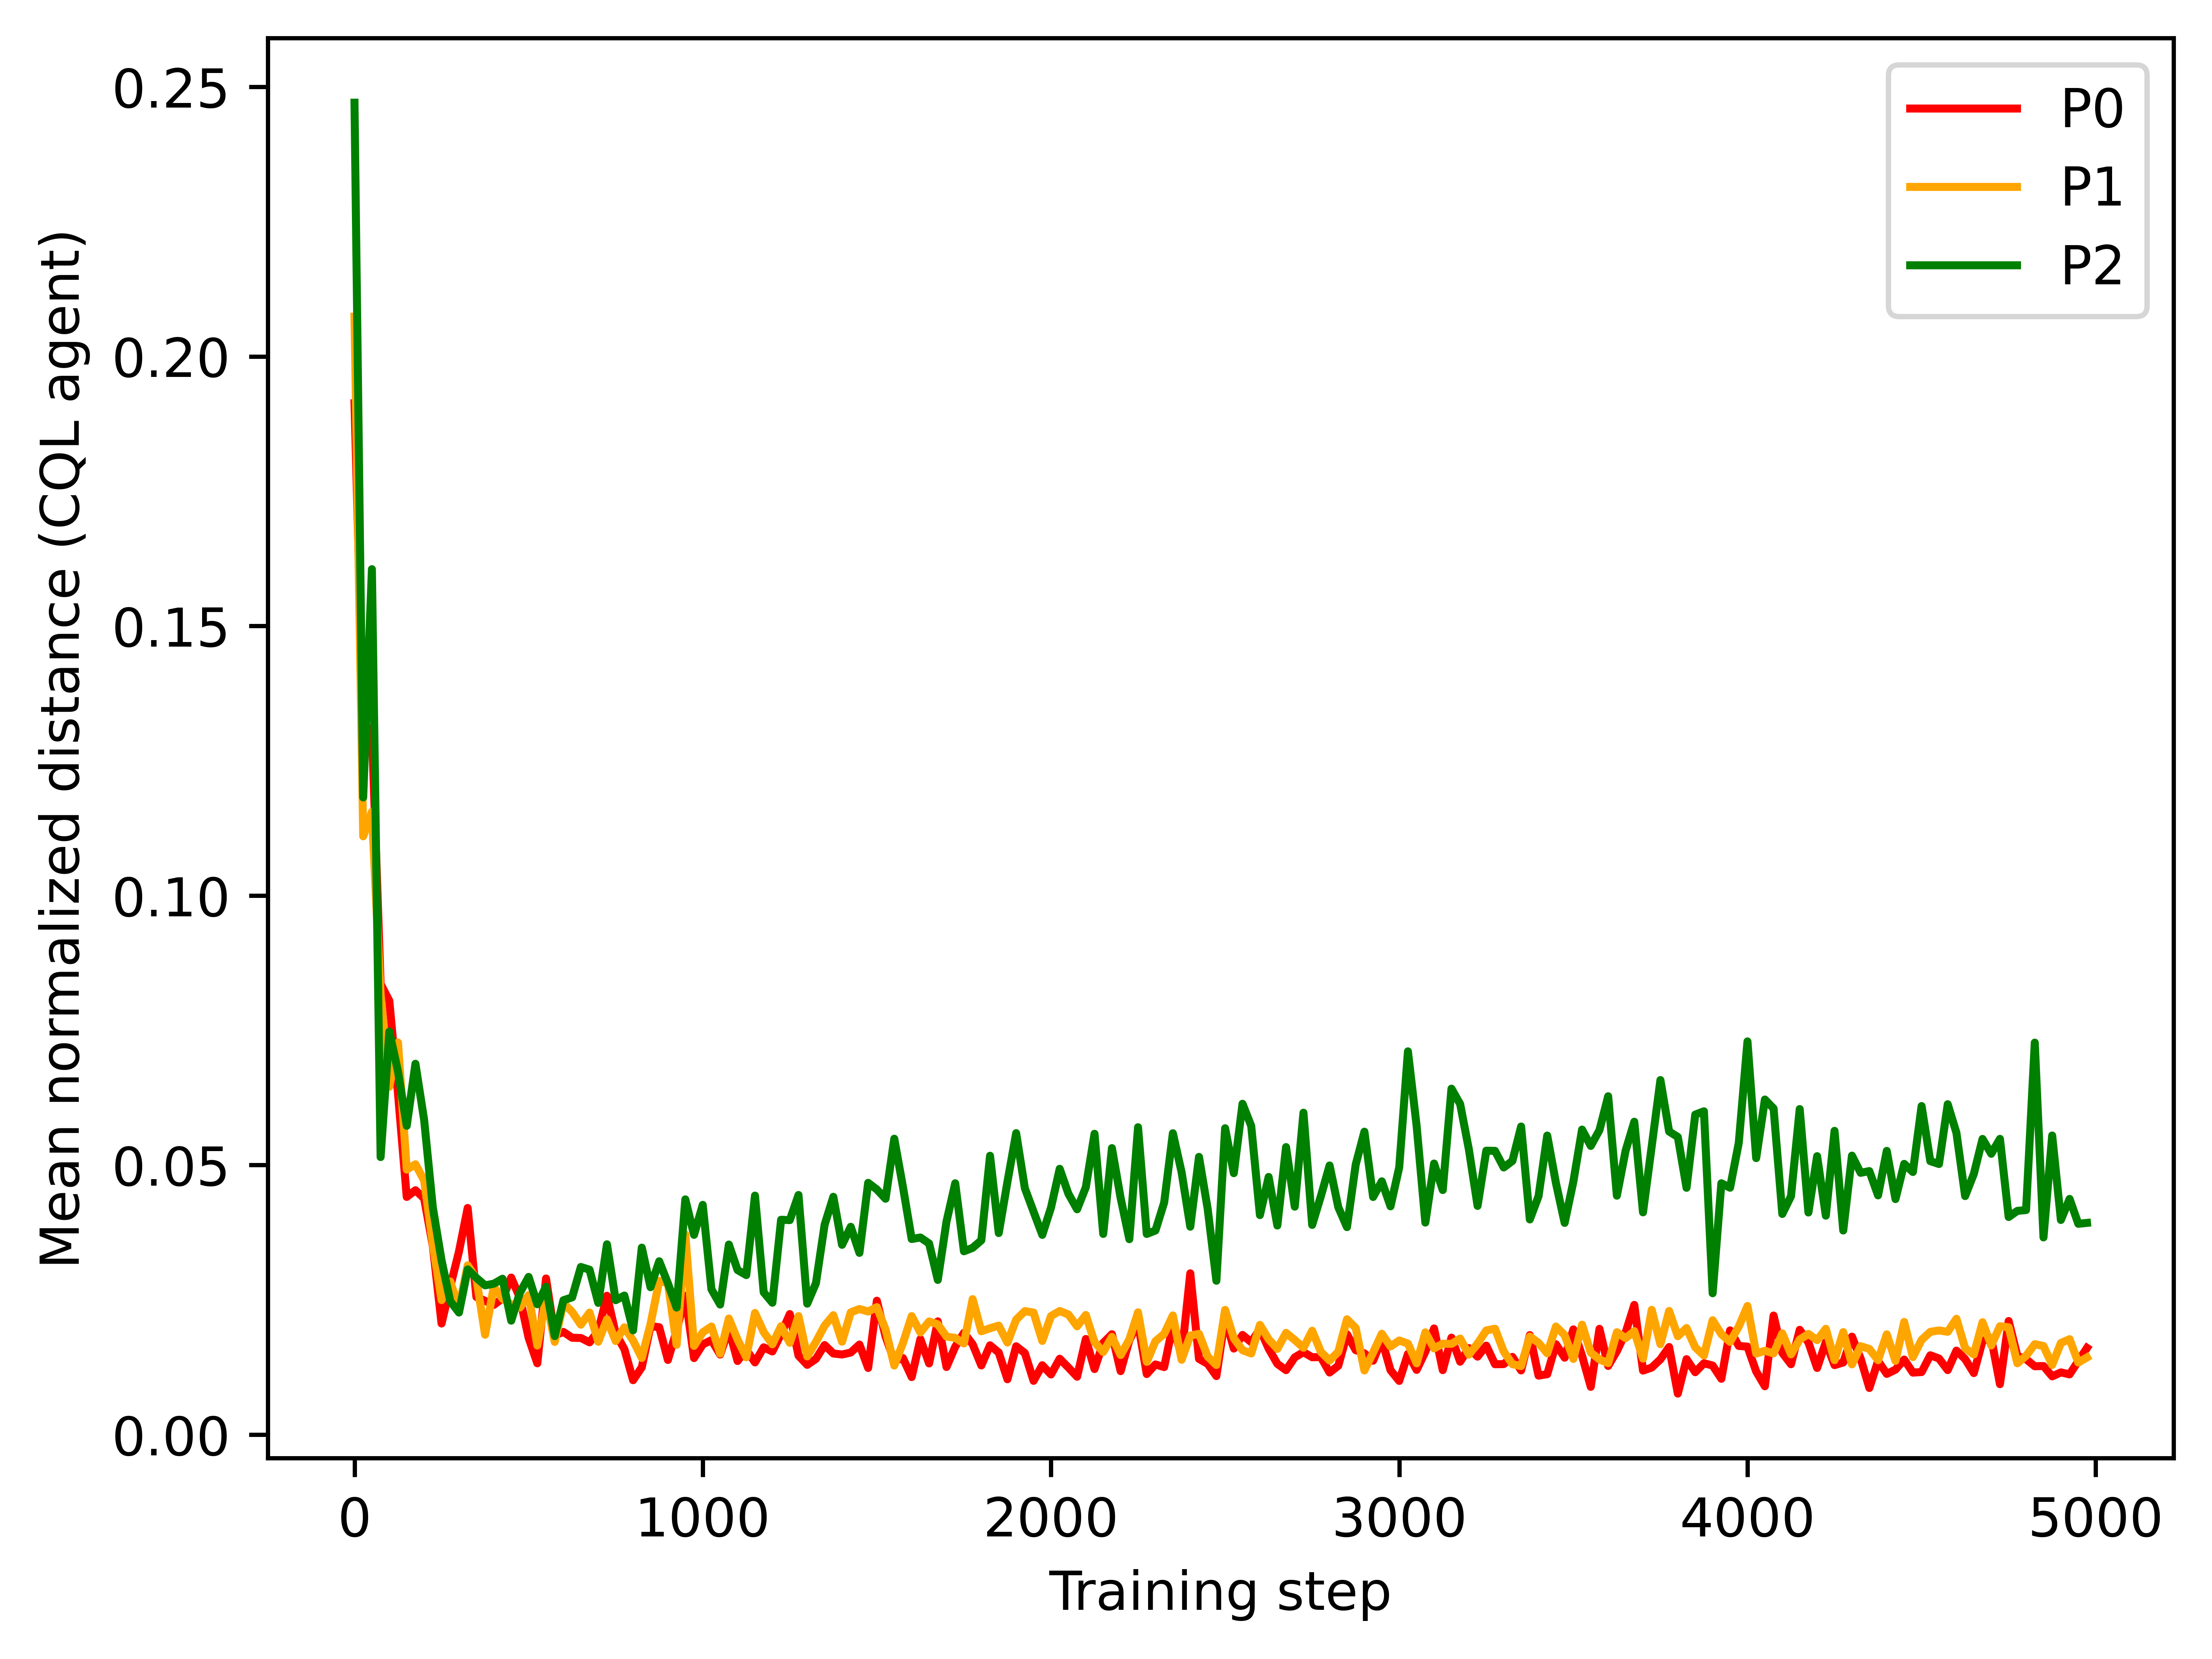 Mean normalized distance (CQL agent)
0.25
0.20
0.15
0.10
0.05
0.00
P0
P1
P2
0 1000 2000 3000 4000 5000
Training step